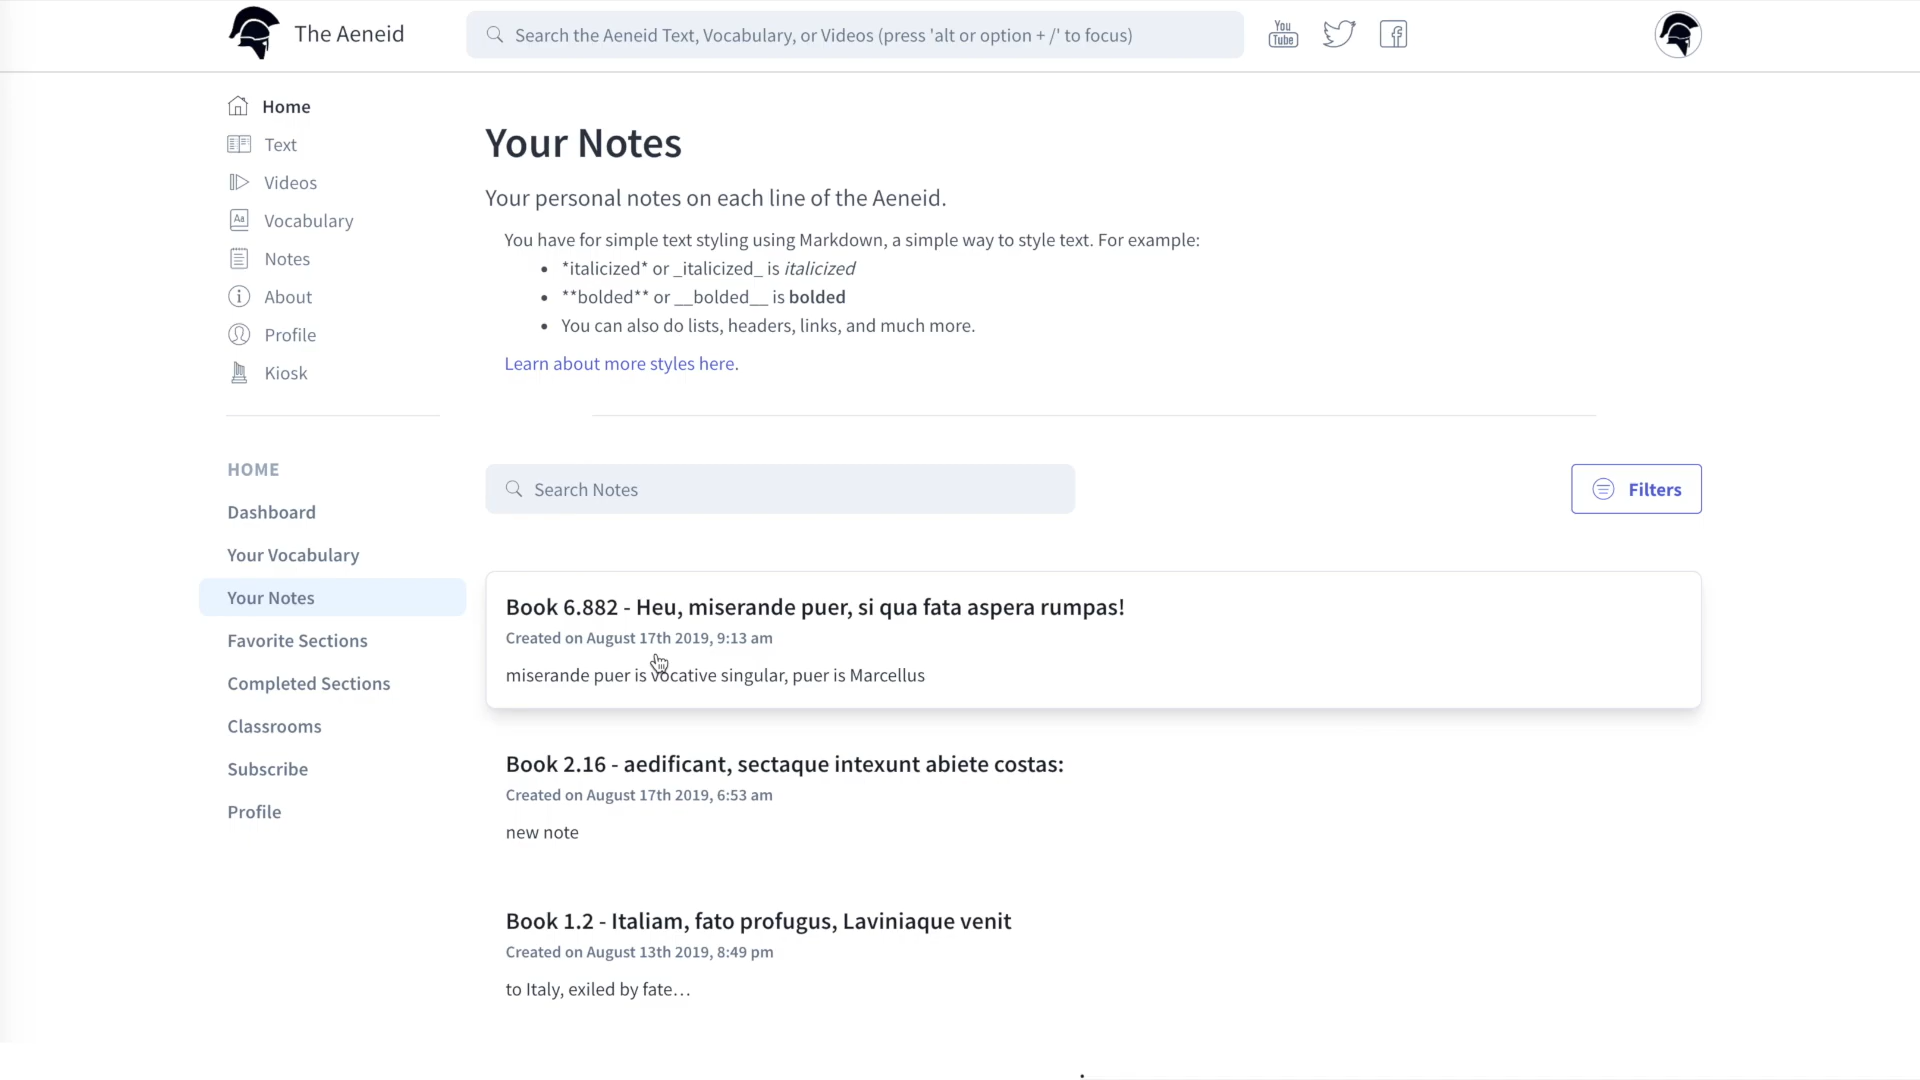 The Aeneid
Search the Aeneid Text, Vocabulary, or Videos (press 'alt or option + /' to focus)
You
Tube
Home
Text
Videos
Aa
Vocabulary
Notes
About
Profile
Kiosk
HOME
Dashboard
Your Vocabulary
Your Notes
Favorite Sections
Completed Sections
Classrooms
Subscribe
Profile
Your Notes
Your personal notes on each line of the Aeneid.
You have for simple text styling using Markdown, a simple way to style text. For example:
• *italicized* or _italicized_ is italicized
• **bolded** or __bolded__ is bolded
• You can also do lists, headers, links, and much more.
Learn about more styles here.
Search Notes
Filters
Book 6.882 - Heu, miserande puer, si qua fata aspera rumpas!
Created on August 17th 2019, 9:13 am
miserande puer is vocative singular, puer is Marcellus
Book 2.16 - aedificant, sectaque intexunt abiete costas:
Created on August 17th 2019, 6:53 am
new note
Book 1.2 - Italiam, fato profugus, Laviniaque venit
Created on August 13th 2019, 8:49 pm
to Italy, exiled by fate...